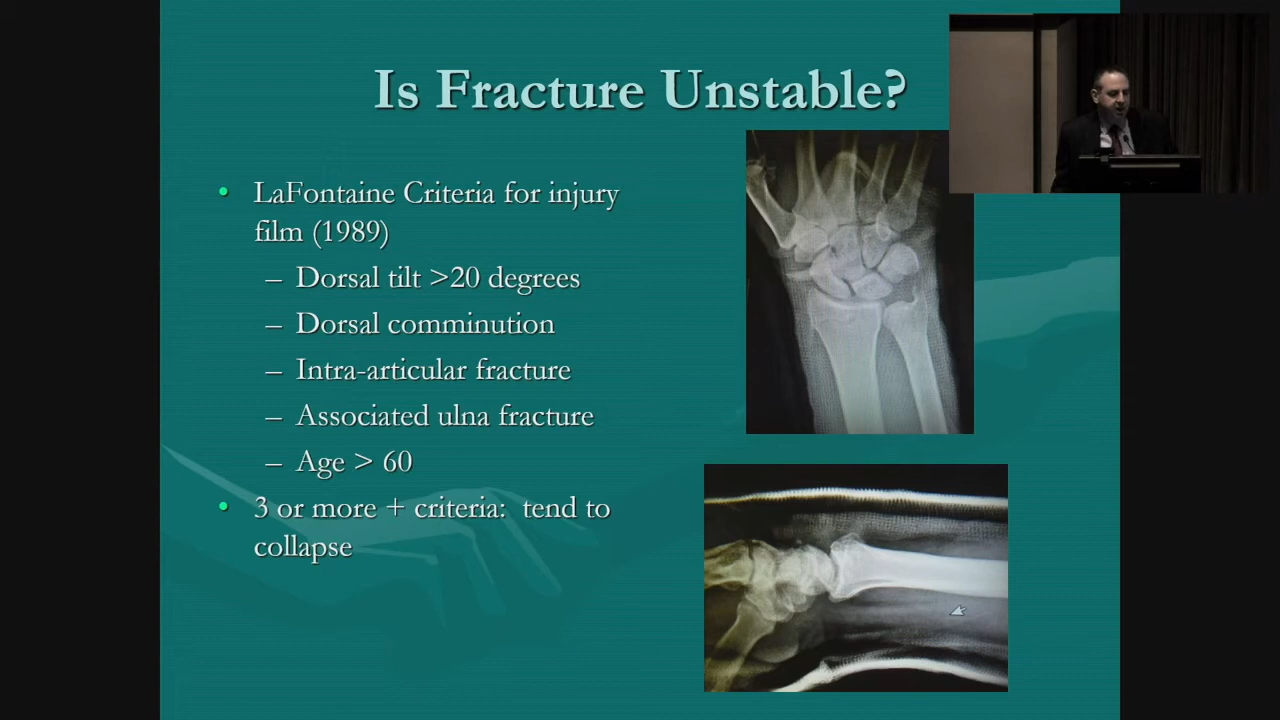 Is Fracture Unstable?
• LaFontaine Criteria for injury
film (1989)
– Dorsal tilt >20 degrees
– Dorsal comminution
– Intra-articular fracture
– Associated ulna fracture
– Age > 60
• 3 or more + criteria: tend to
collapse